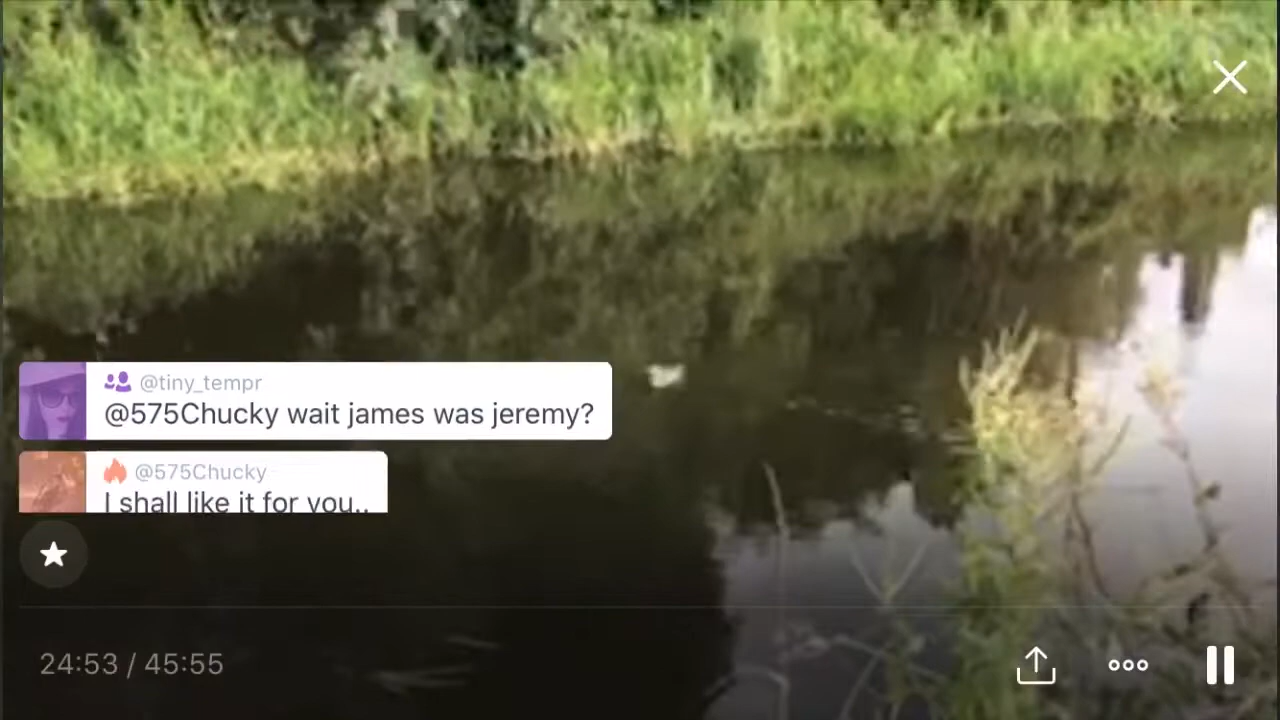 @tiny_tempr
@575Chucky wait james was jeremy?
@575Chucky
I shall like it for you..
24:53 / 45:55